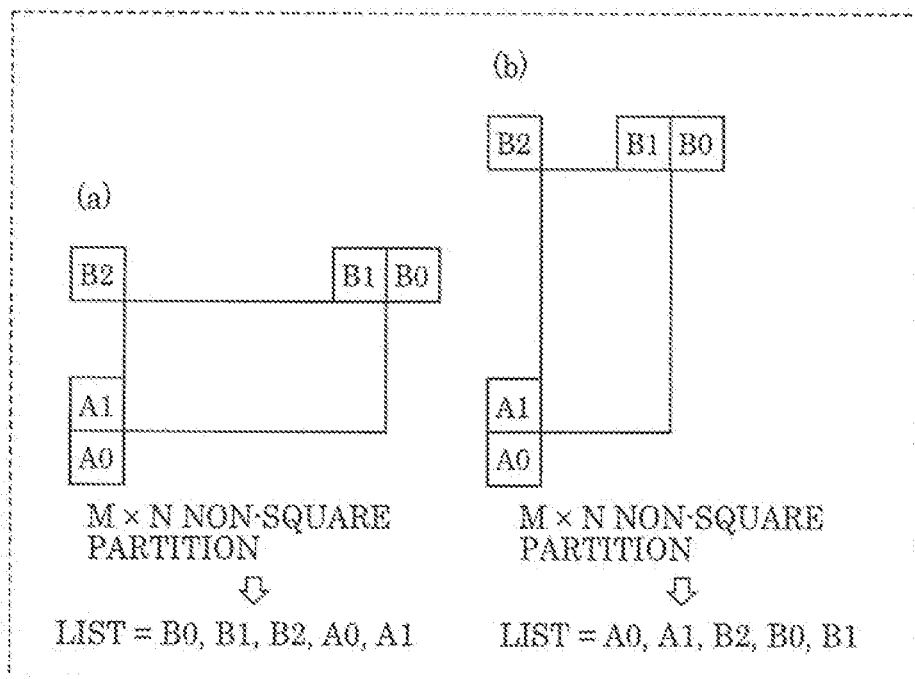 (a)
B2
B1
B0
A1
A0
M × N NON-SQUARE
PARTITION
LIST = B0, B1, B2, A0, A1
(b)
B2
B1
B0
A1
A0
M × N NON-SQUARE
PARTITION
LIST = A0, A1, B2, B0, B1